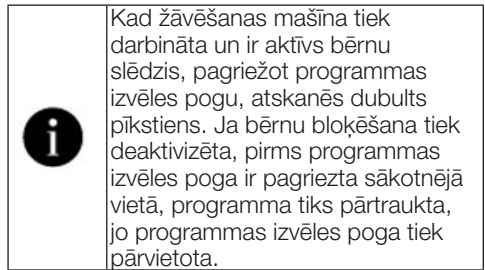 Kad žāvēšanas mašīna tiek
darbināta un ir aktīvs bērnu
slēdzis, pagriežot programmas
izvēles pogu, atskanēs dubults
pīkstiens. Ja bērnu bloķēšana tiek
deaktivizēta, pirms programmas
izvēles poga ir pagriezta sākotnējā
vietā, programma tiks pārtraukta,
jo programmas izvēles poga tiek
pārvietota.